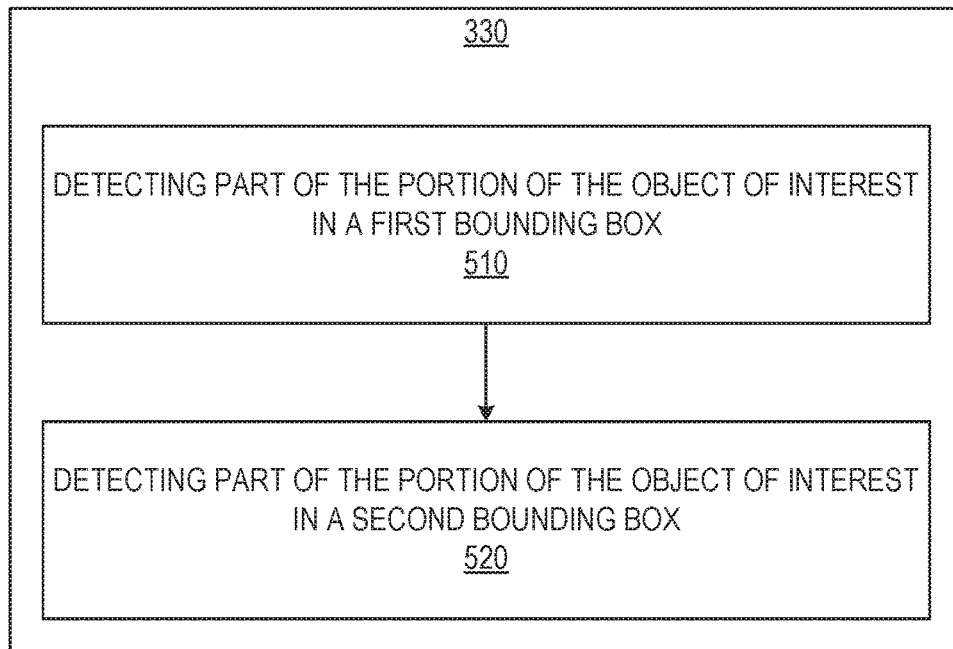 330
DETECTING PART OF THE PORTION OF THE OBJECT OF INTEREST
IN A FIRST BOUNDING BOX
510
DETECTING PART OF THE PORTION OF THE OBJECT OF INTEREST
IN A SECOND BOUNDING BOX
520